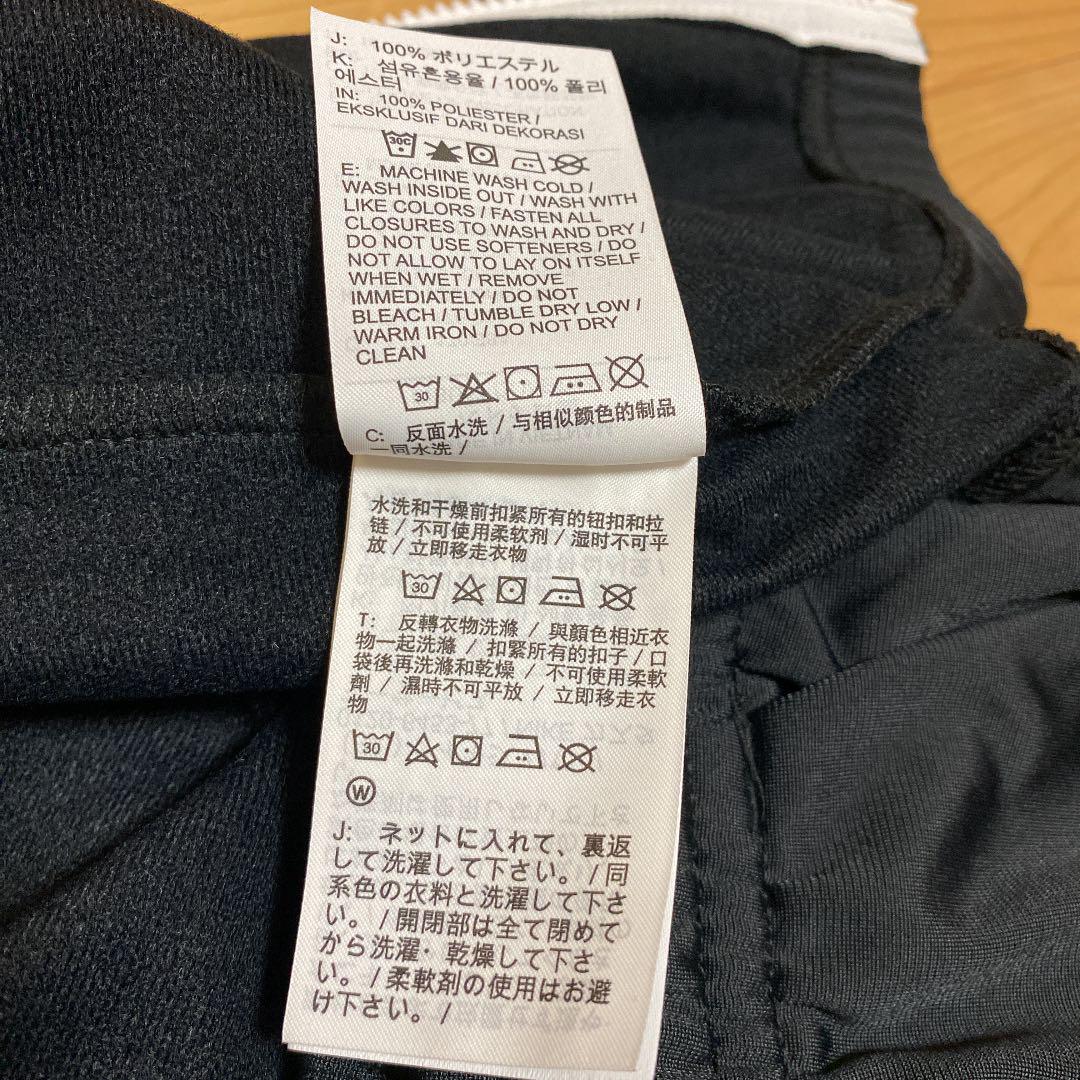 J: 100% ポリエステル
K: 섬유혼용율 / 100% 폴리
에스터
IN: 100% POLIESTER /
EKSKLUSIF DARI DEKORASI
30C
E: MACHINE WASH COLD /
WASH INSIDE OUT / WASH WITH
LIKE COLORS / FASTEN ALL
CLOSURES TO WASH AND DRY /
DO NOT USE SOFTENERS / DO
NOT ALLOW TO LAY ON ITSELF
WHEN WET / REMOVE
IMMEDIATELY / DO NOT
BLEACH / TUMBLE DRY LOW /
WARM IRON / DO NOT DRY
CLEAN
30
C: 反面水洗 / 与相似颜色的制品
一同水洗 /
水洗和干燥前扣紧所有的钮扣和拉
链 / 不可使用柔软剂 / 湿时不可平
放 / 立即移走衣物
30
T: 反轉衣物洗滌 / 與顏色相近衣
物一起洗滌 / 扣緊所有的扣子 / 口
袋後再洗滌和乾燥 / 不可使用柔軟
劑 / 濕時不可平放 / 立即移走衣
物
30
W
J: ネットに入れて、裏返
して洗濯して下さい。 / 同
系色の衣料と洗濯して下さ
い。 / 開閉部は全て閉めて
から洗濯・乾燥して下さ
い。 / 柔軟剤の使用はお避
け下さい。 /